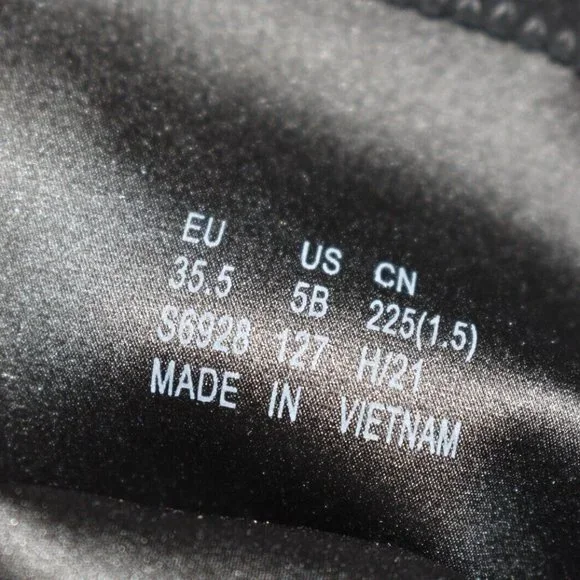 EU US CN
35.5 5B 225(1.5)
S6928 127 H/21
MADE IN VIETNAM